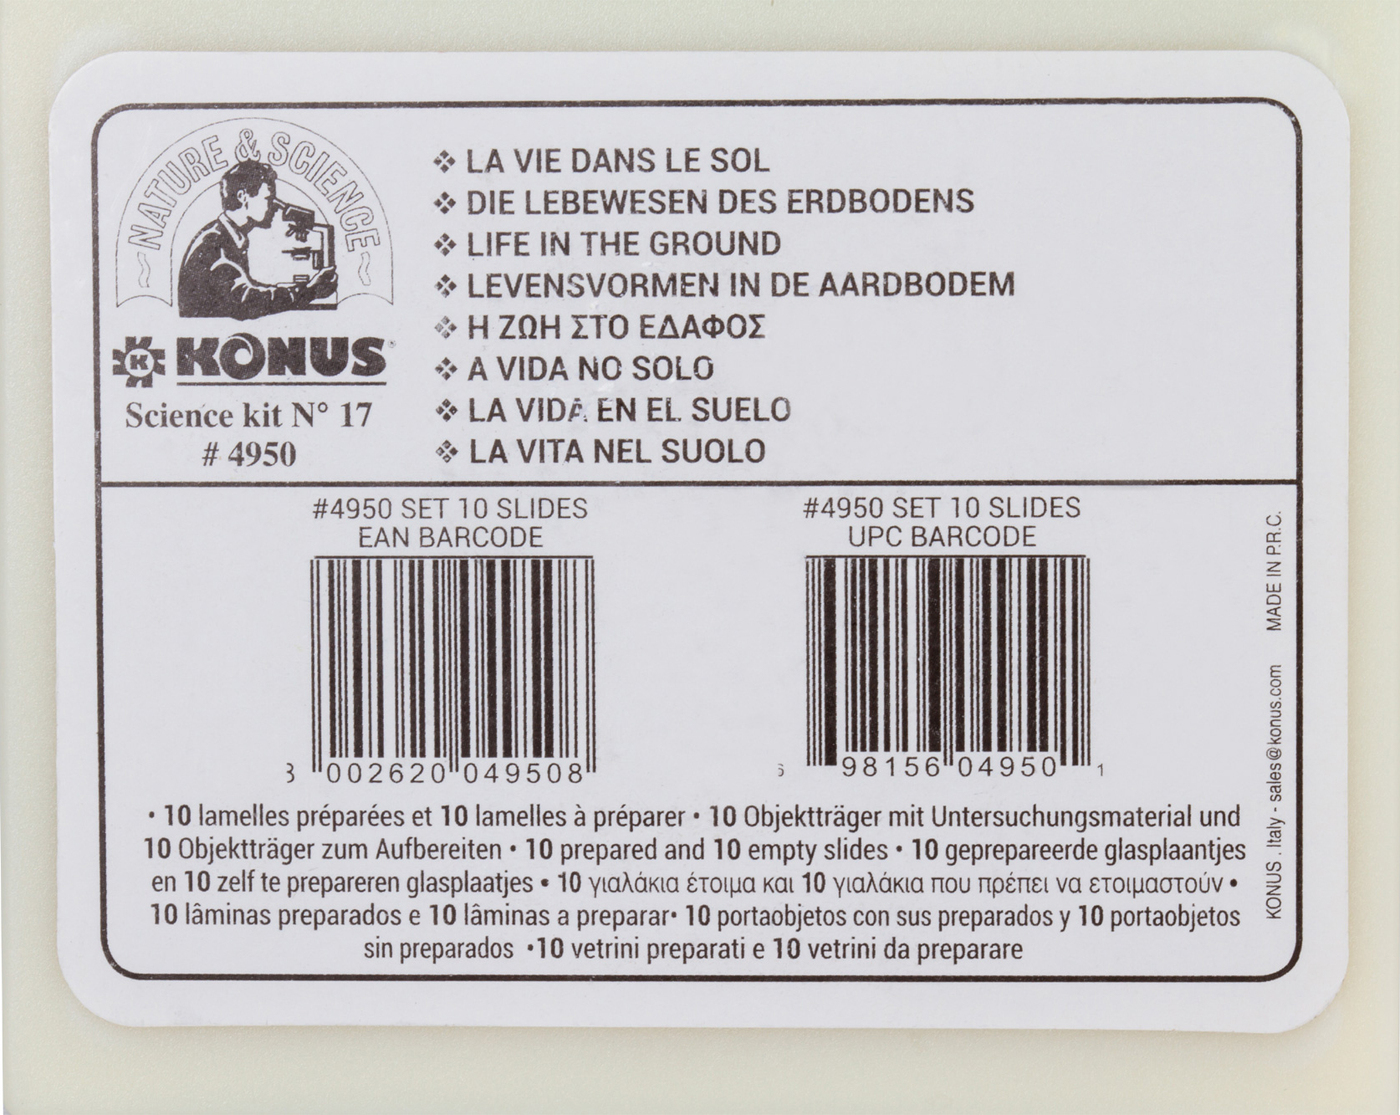 NATURE & SCIENCE
K
KONUS
Science kit N° 17
# 4950
❖ LA VIE DANS LE SOL
❖ DIE LEBEWESEN DES ERDBODENS
❖ LIFE IN THE GROUND
❖ LEVENSVORMEN IN DE AARDBODEM
❖ Η ΖΩΗ ΣΤΟ ΕΔΑΦΟΣ
❖ A VIDA NO SOLO
❖ LA VIDA EN EL SUELO
❖ LA VITA NEL SUOLO
#4950 SET 10 SLIDES
EAN BARCODE
8 002620 049508
#4950 SET 10 SLIDES
UPC BARCODE
6 98156 04950 1
• 10 lamelles préparées et 10 lamelles à préparer • 10 Objektträger mit Untersuchungsmaterial und
10 Objektträger zum Aufbereiten • 10 prepared and 10 empty slides • 10 geprepareerde glasplaantjes
en 10 zelf te prepareren glasplaatjes • 10 γιαλάκια έτοιμα και 10 γιαλάκια που πρέπει να ετοιμαστούν •
10 lâminas preparados e 10 lâminas a preparar• 10 portaobjetos con sus preparados y 10 portaobjetos
sin preparados •10 vetrini preparati e 10 vetrini da preparare
KONUS . Italy - sales@konus.com MADE IN P.R.C.